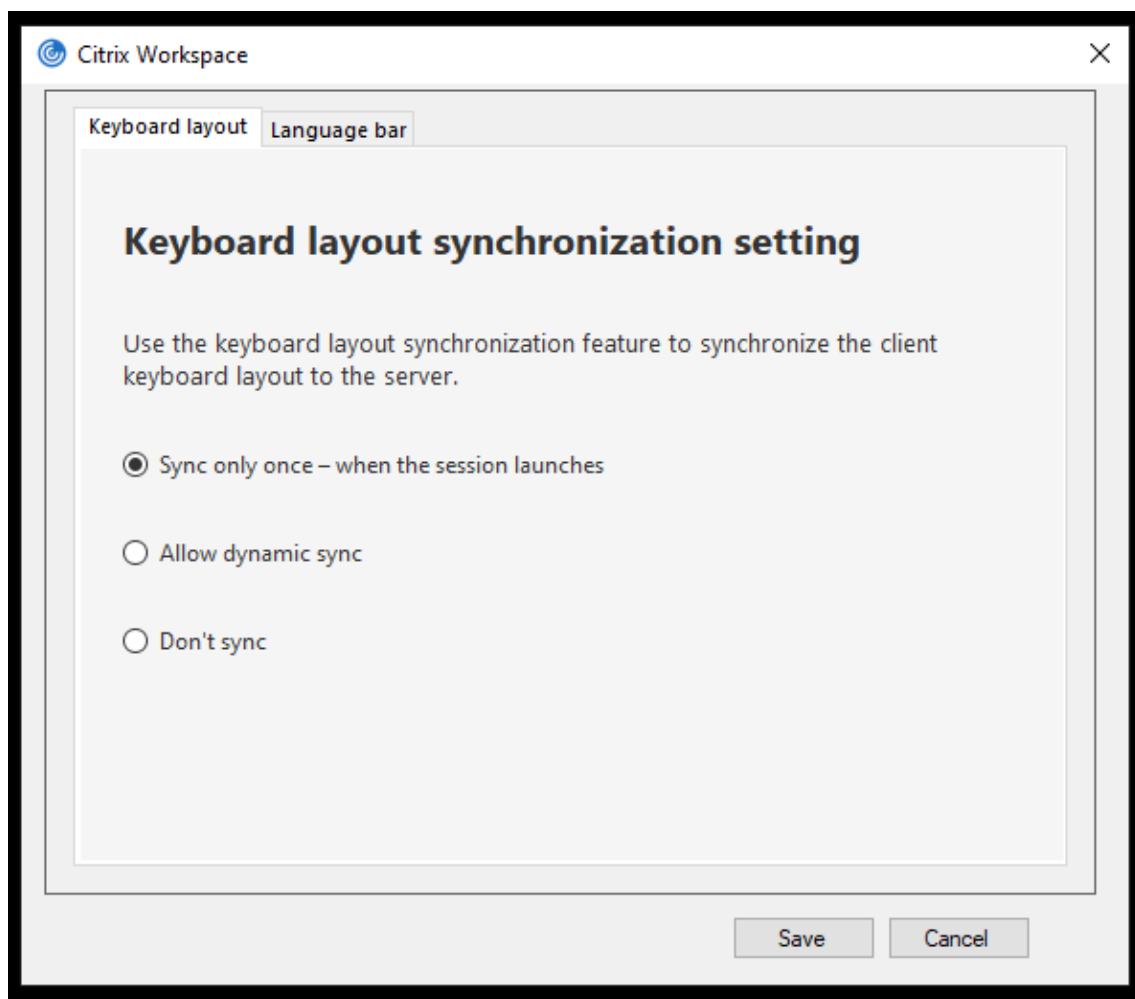 Citrix Workspace
Keyboard layout
Language bar
Keyboard layout synchronization setting
Use the keyboard layout synchronization feature to synchronize the client
keyboard layout to the server.
Sync only once – when the session launches
Allow dynamic sync
Don't sync
Save
Cancel